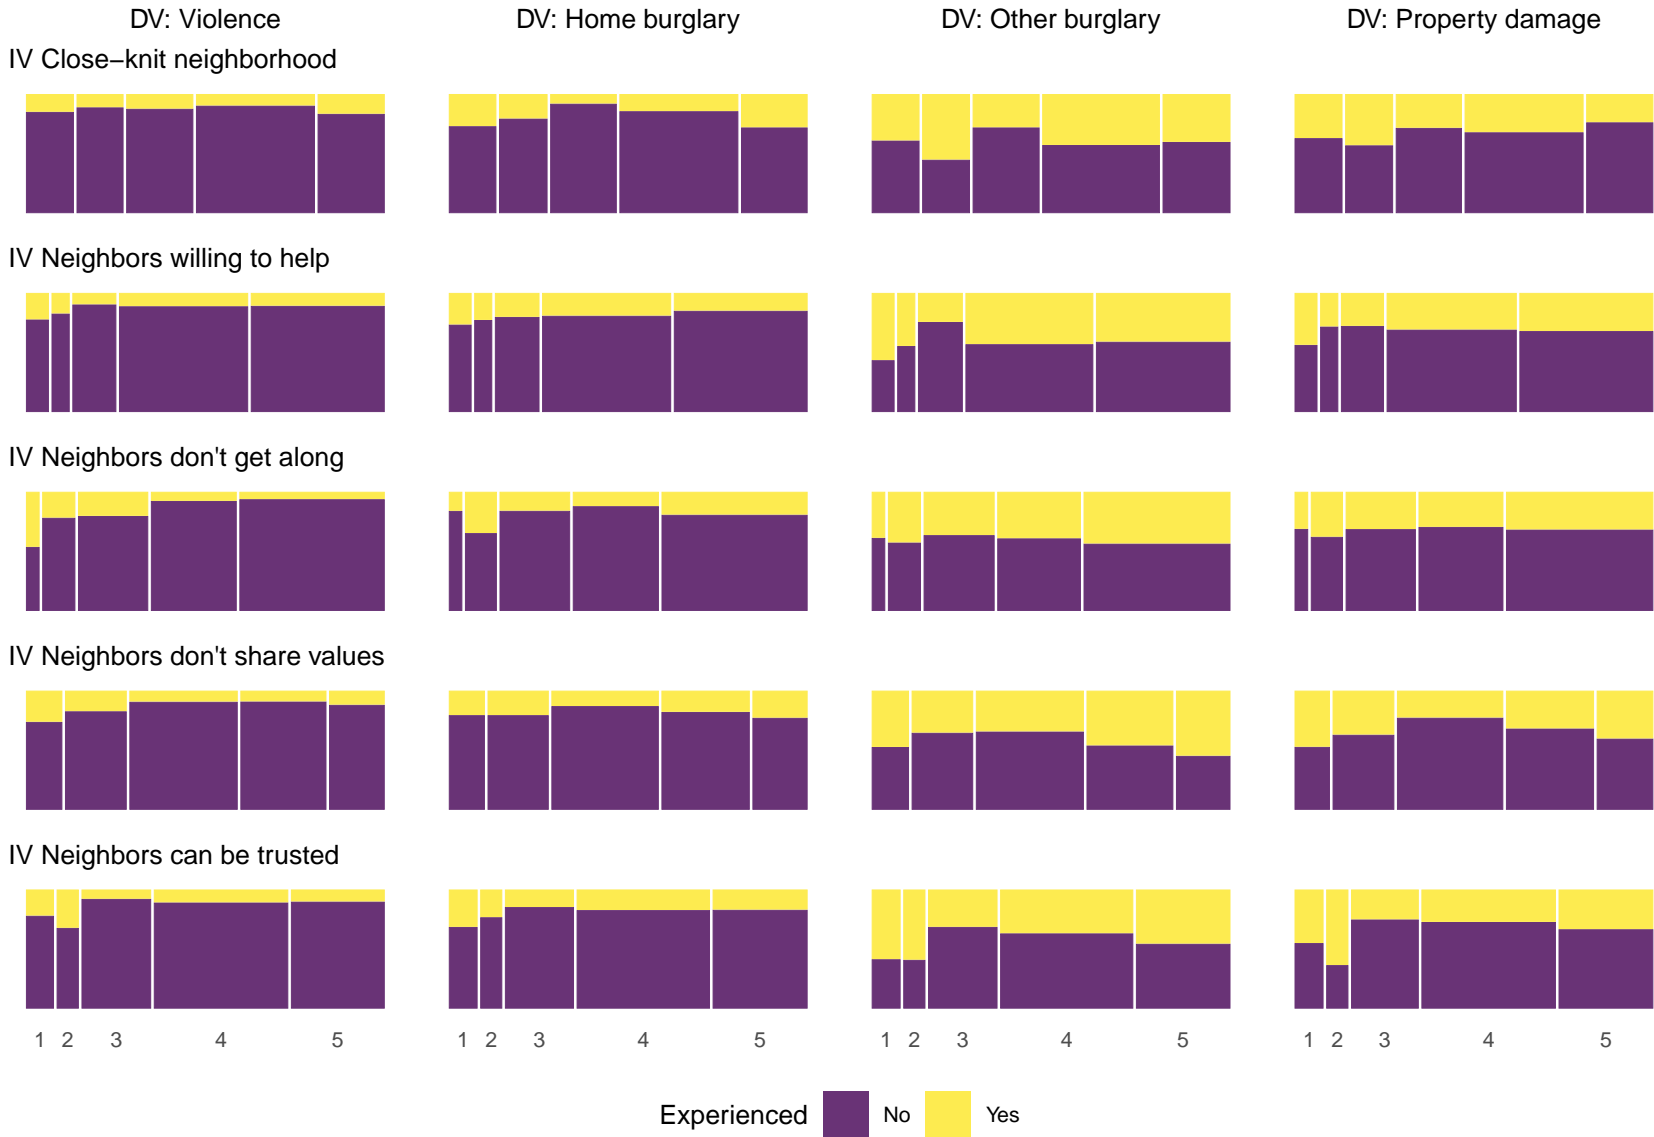 DV: Violence DV: Home burglary DV: Other burglary DV: Property damage
IV Close−knit neighborhood
IV Neighbors willing to help
IV Neighbors don't get along
IV Neighbors don't share values
IV Neighbors can be trusted
1 2 3 4 5 1 2 3 4 5 1 2 3 4 5 1 2 3 4 5
Experienced No Yes